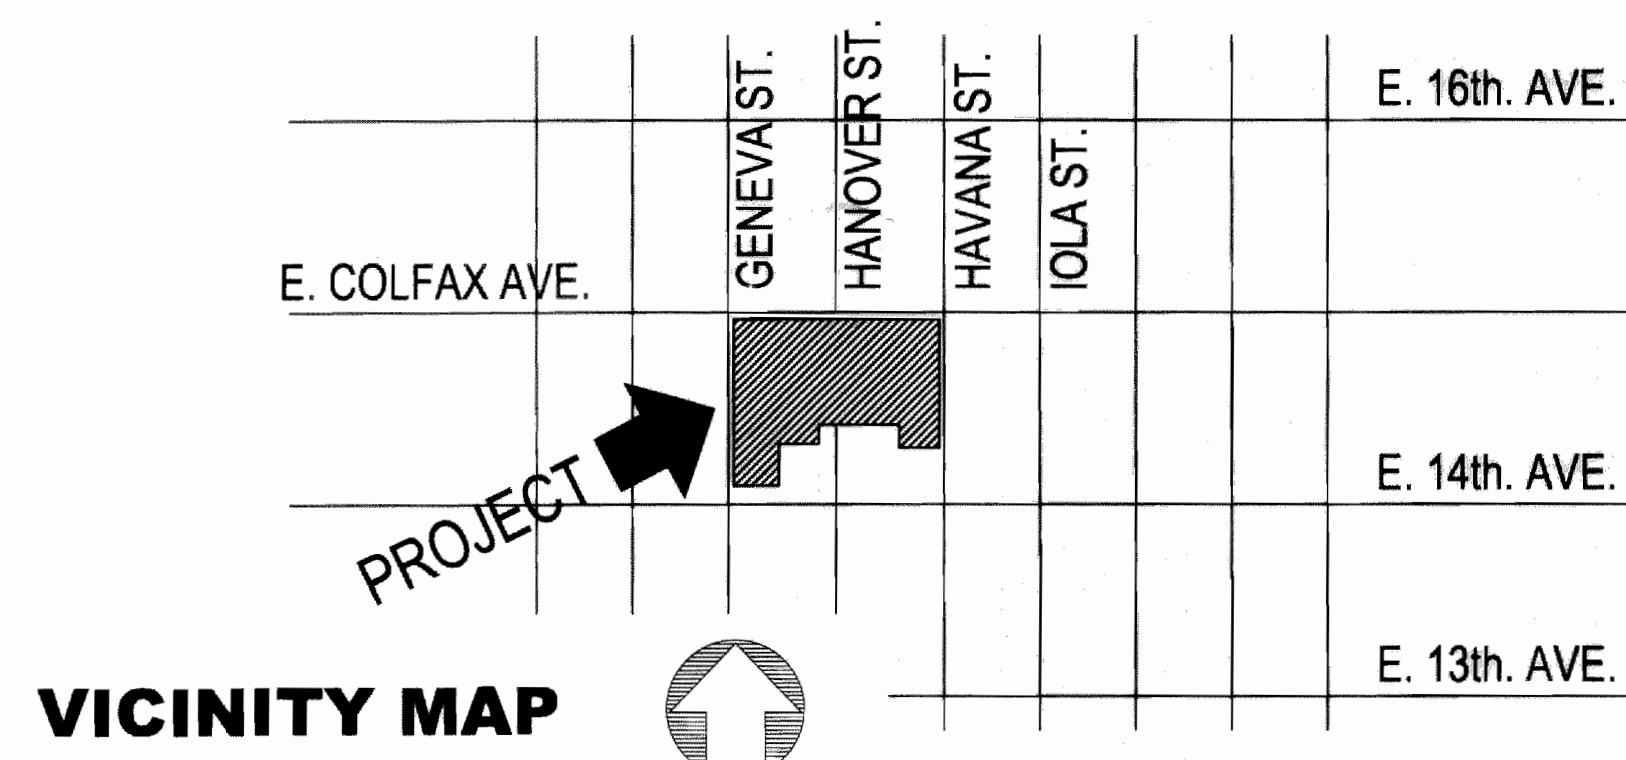 GENEVA ST.
HANOVER ST.
HAVANA ST.
IOLA ST.
E. 16th. AVE.
E. COLFAX AVE.
E. 14th. AVE.
PROJECT
E. 13th. AVE.
VICINITY MAP